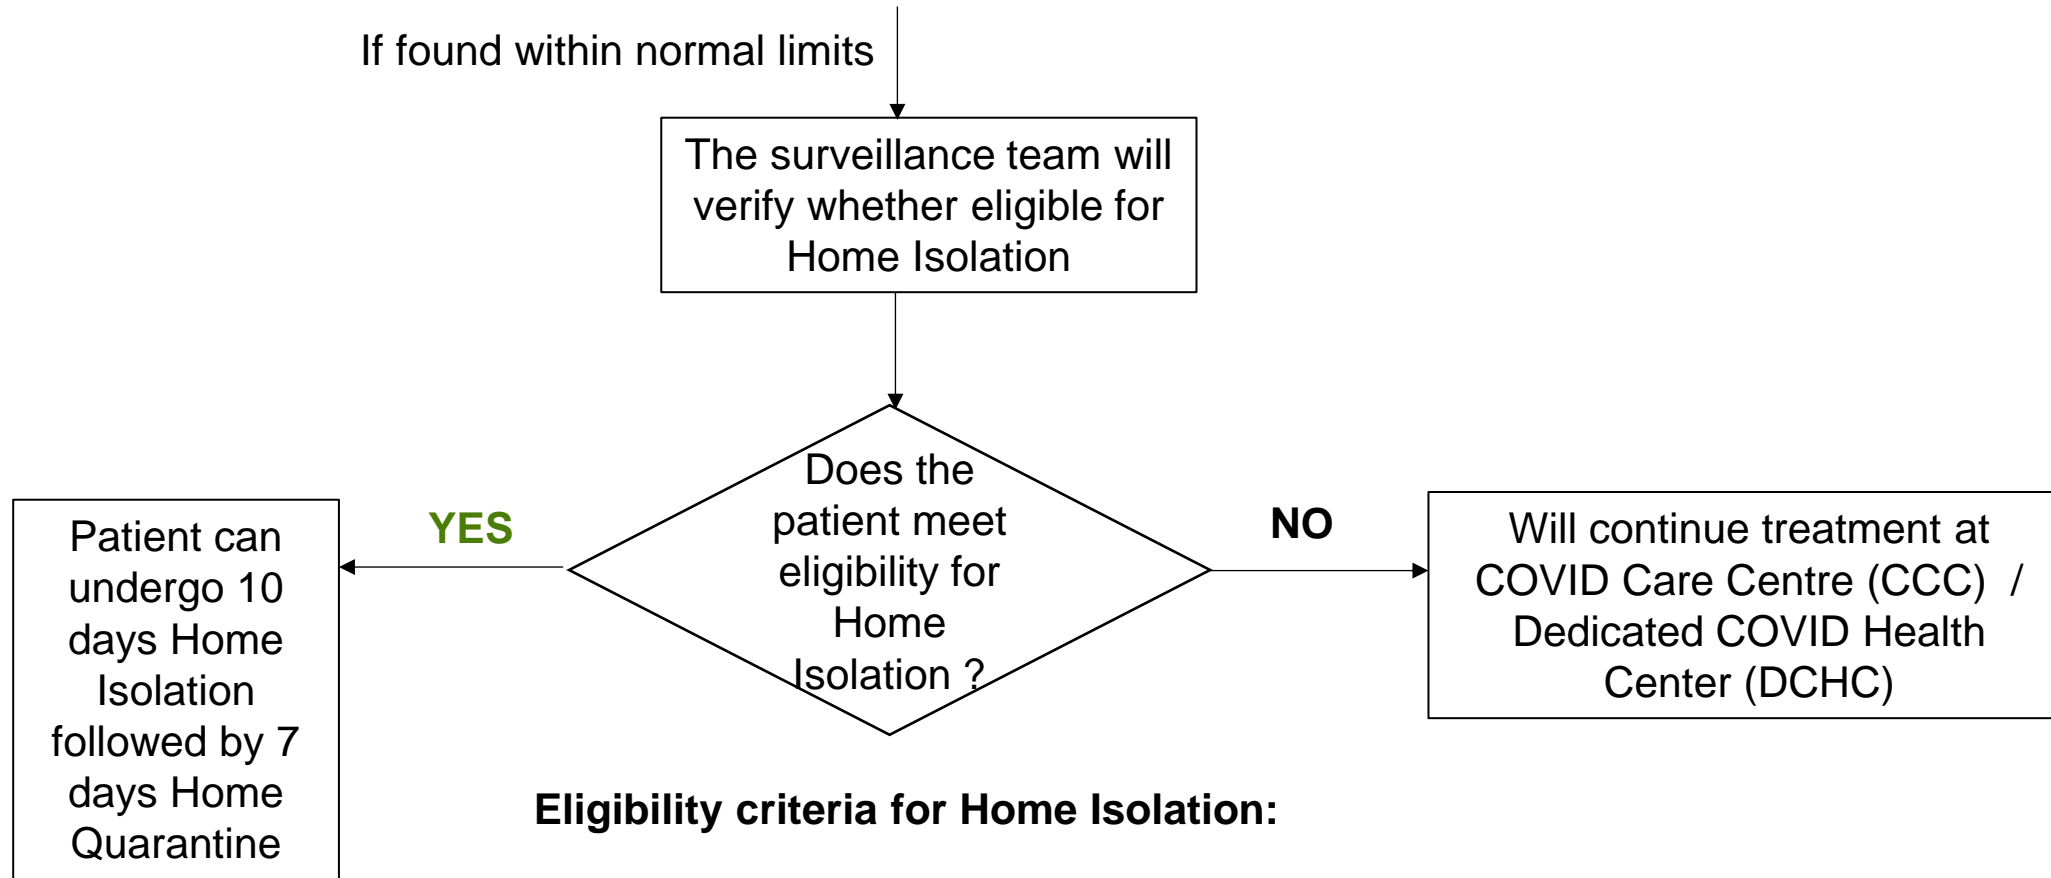 If found within normal limits
The surveillance team will
verify whether eligible for
Home Isolation
Does the
patient meet
eligibility for
Home
Isolation ?
YES
NO
Patient can
undergo 10
days Home
Isolation
followed by 7
days Home
Quarantine
Will continue treatment at
COVID Care Centre (CCC) /
Dedicated COVID Health
Center (DCHC)
Eligibility criteria for Home Isolation: